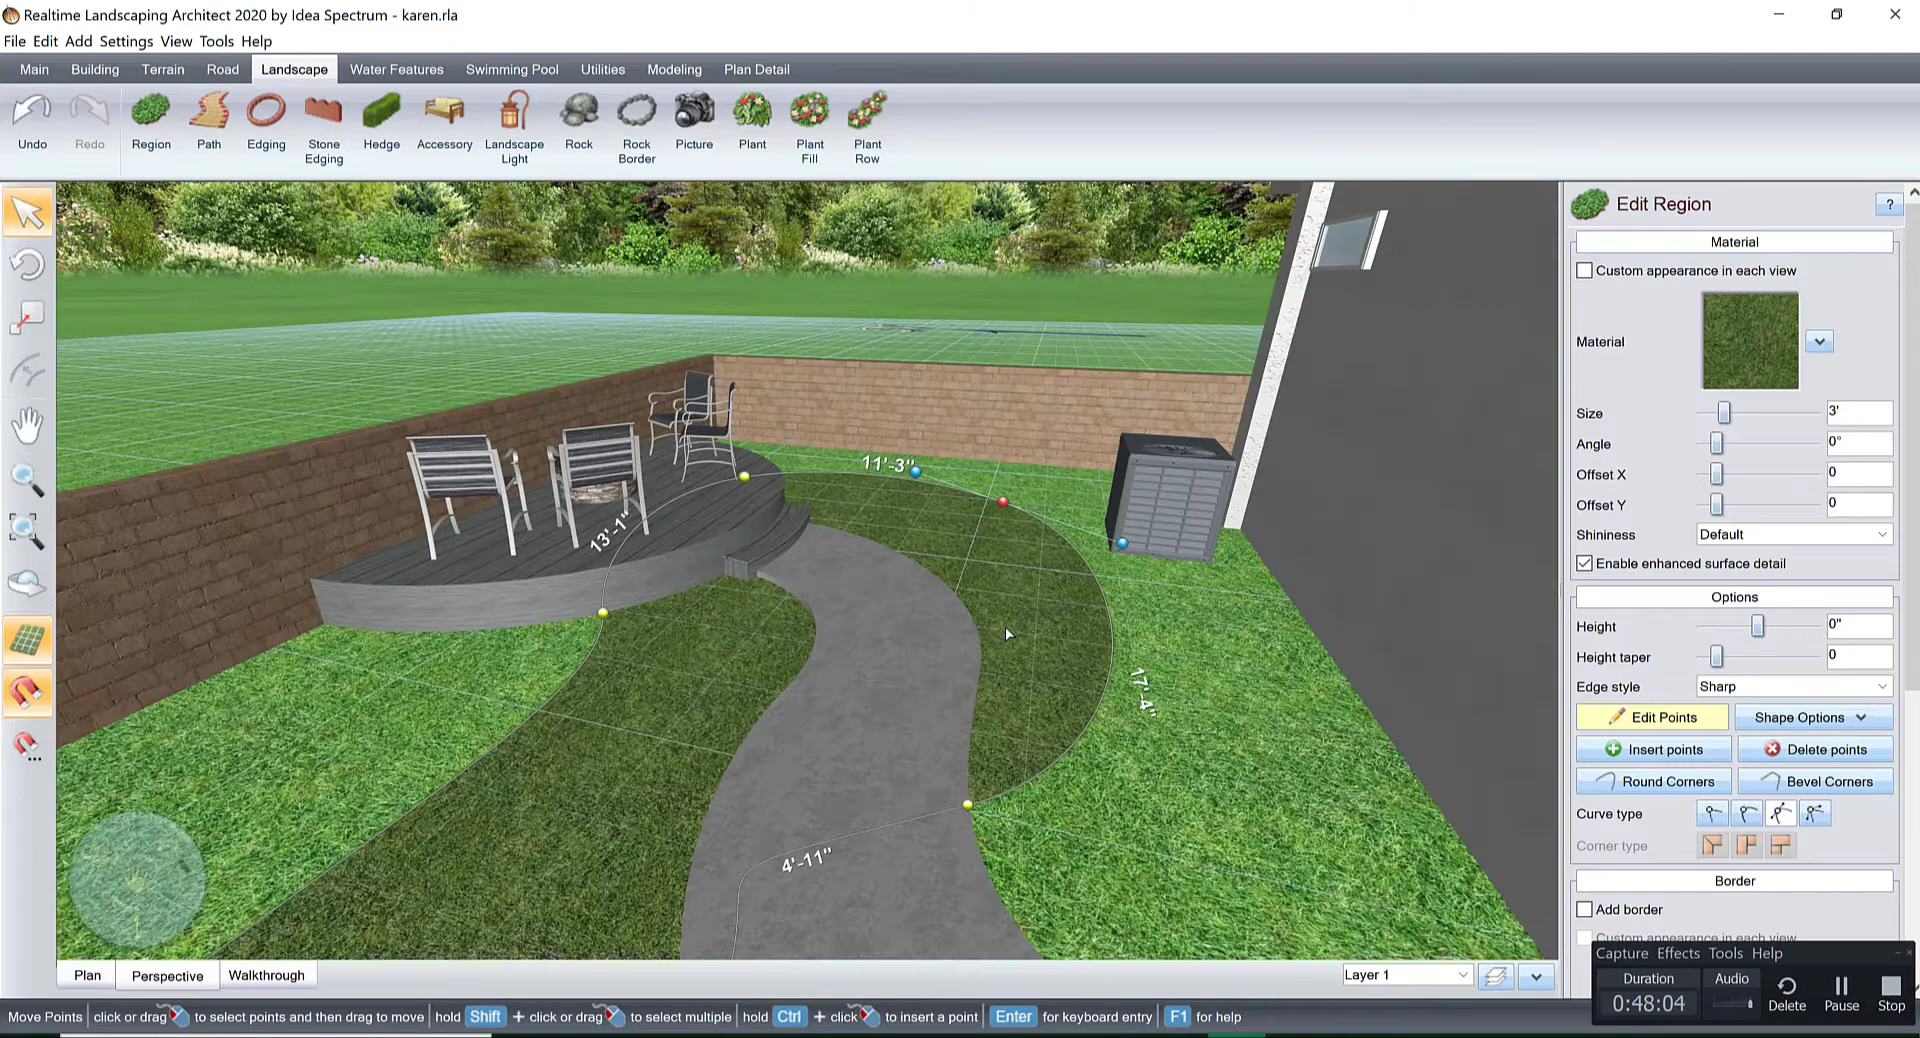 Realtime Landscaping Architect 2020 by Idea Spectrum - karen.rla
File Edit Add Settings View Tools Help
Main Building Terrain Road Landscape Water Features Swimming Pool Utilities Modeling Plan Detail
Undo Redo Region Path Edging Stone Edging Hedge Accessory Landscape Light Rock Rock Border Picture Plant Plant Fill Plant Row
Edit Region ?
Material
Custom appearance in each view
Material
Size 3'
Angle 0°
Offset X 0
Offset Y 0
Shininess Default
Enable enhanced surface detail
Options
Height 0"
Height taper 0
Edge style Sharp
Edit Points Shape Options
Insert points Delete points
Round Corners Bevel Corners
Curve type
Corner type
Border
Add border
Custom appearance in each view
11'-3"
13'-1"
17'-4"
4'-11"
Plan Perspective Walkthrough
Layer 1
Capture Effects Tools Help
Duration Audio
0:48:04 Delete Pause Stop
Move Points click or drag to select points and then drag to move hold Shift + click or drag to select multiple hold Ctrl + click to insert a point Enter for keyboard entry F1 for help